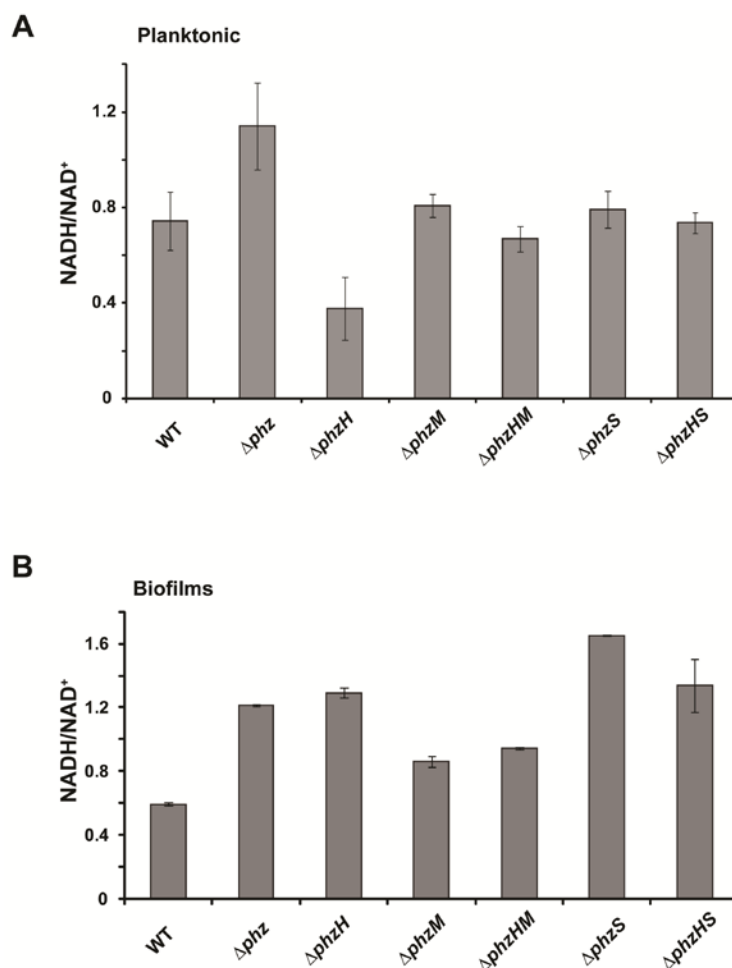 A
Planktonic
NADH/NAD⁺
1.2
0.8
0.4
0
WT
Δphz
ΔphzH
ΔphzM
ΔphzHM
ΔphzS
ΔphzHS
B
Biofilms
NADH/NAD⁺
1.6
1.2
0.8
0.4
0
WT
Δphz
ΔphzH
ΔphzM
ΔphzHM
ΔphzS
ΔphzHS